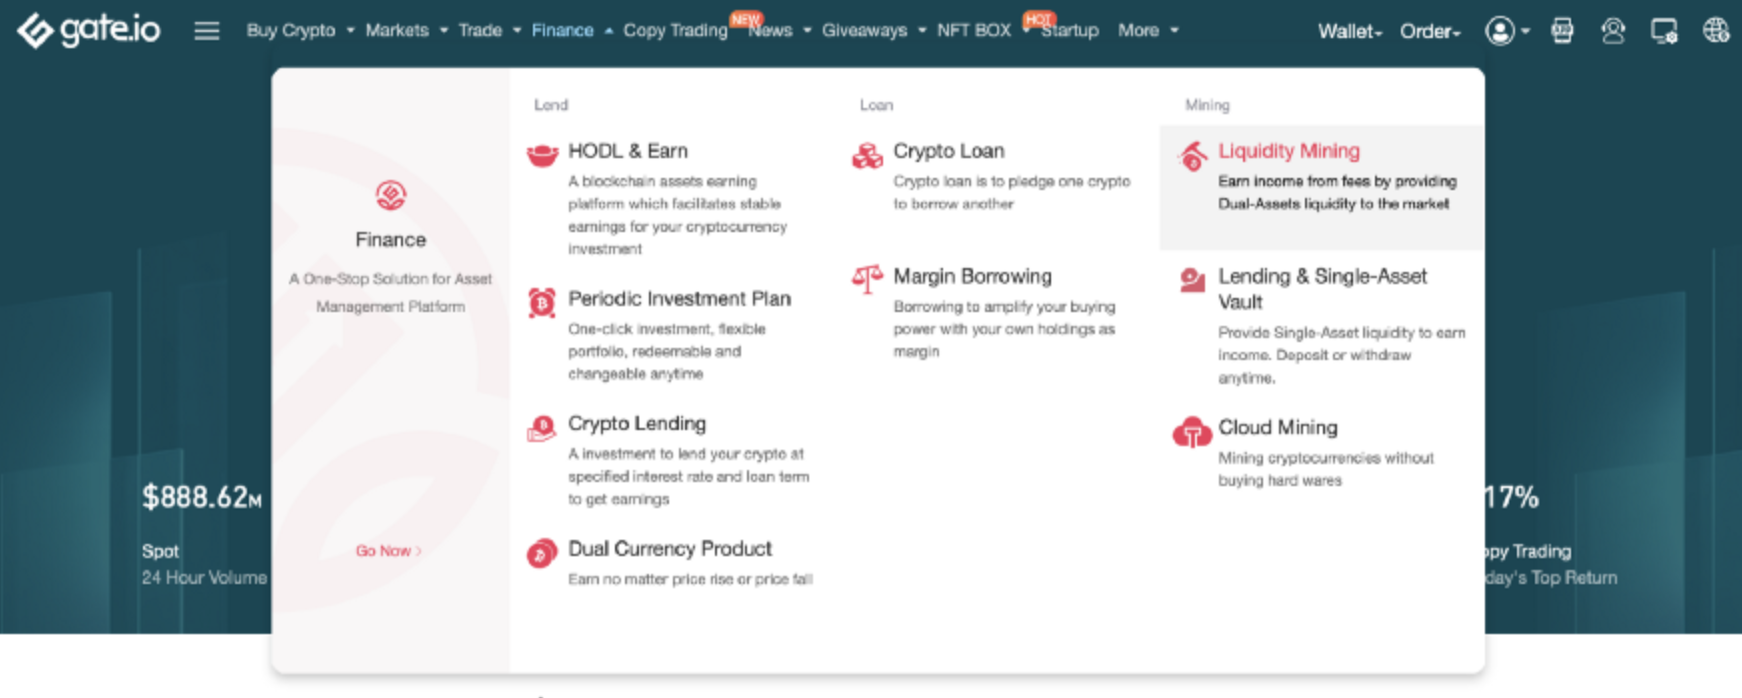 gate.io
Buy Crypto Markets Trade Finance Copy Trading NEW News Giveaways NFT BOX HOT Startup More Wallet Order
Finance
A One-Stop Solution for Asset
Management Platform
Go Now
Lend
HODL & Earn
A blockchain assets earning
platform which facilitates stable
earnings for your cryptocurrency
investment
Periodic Investment Plan
One-click investment, flexible
portfolio, redeemable and
changeable anytime
Crypto Lending
A investment to lend your crypto at
specified interest rate and loan term
to get earnings
Dual Currency Product
Earn no matter price rise or price fall
Loan
Crypto Loan
Crypto loan is to pledge one crypto
to borrow another
Margin Borrowing
Borrowing to amplify your buying
power with your own holdings as
margin
Mining
Liquidity Mining
Earn income from fees by providing
Dual-Assets liquidity to the market
Lending & Single-Asset
Vault
Provide Single-Asset liquidity to earn
income. Deposit or withdraw
anytime.
Cloud Mining
Mining cryptocurrencies without
buying hard wares
$888.62M
Spot
24 Hour Volume
17%
opy Trading
day's Top Return